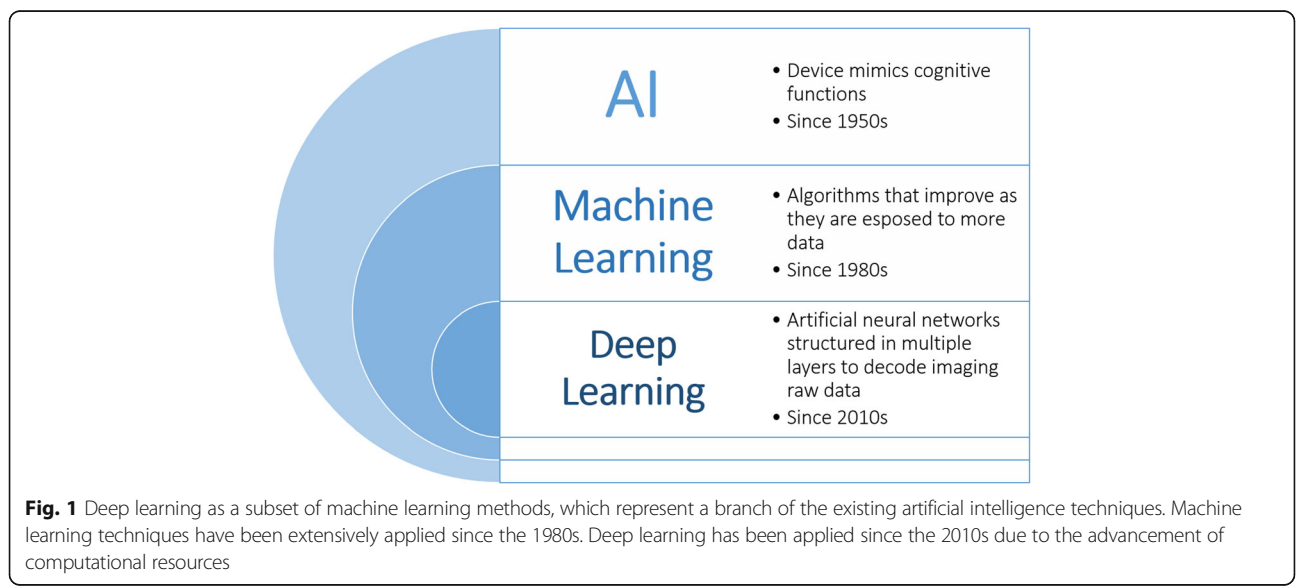 AI
• Device mimics cognitive
functions
• Since 1950s
Machine
Learning
• Algorithms that improve as
they are esposed to more
data
• Since 1980s
Deep
Learning
• Artificial neural networks
structured in multiple
layers to decode imaging
raw data
• Since 2010s
Fig. 1 Deep learning as a subset of machine learning methods, which represent a branch of the existing artificial intelligence techniques. Machine
learning techniques have been extensively applied since the 1980s. Deep learning has been applied since the 2010s due to the advancement of
computational resources